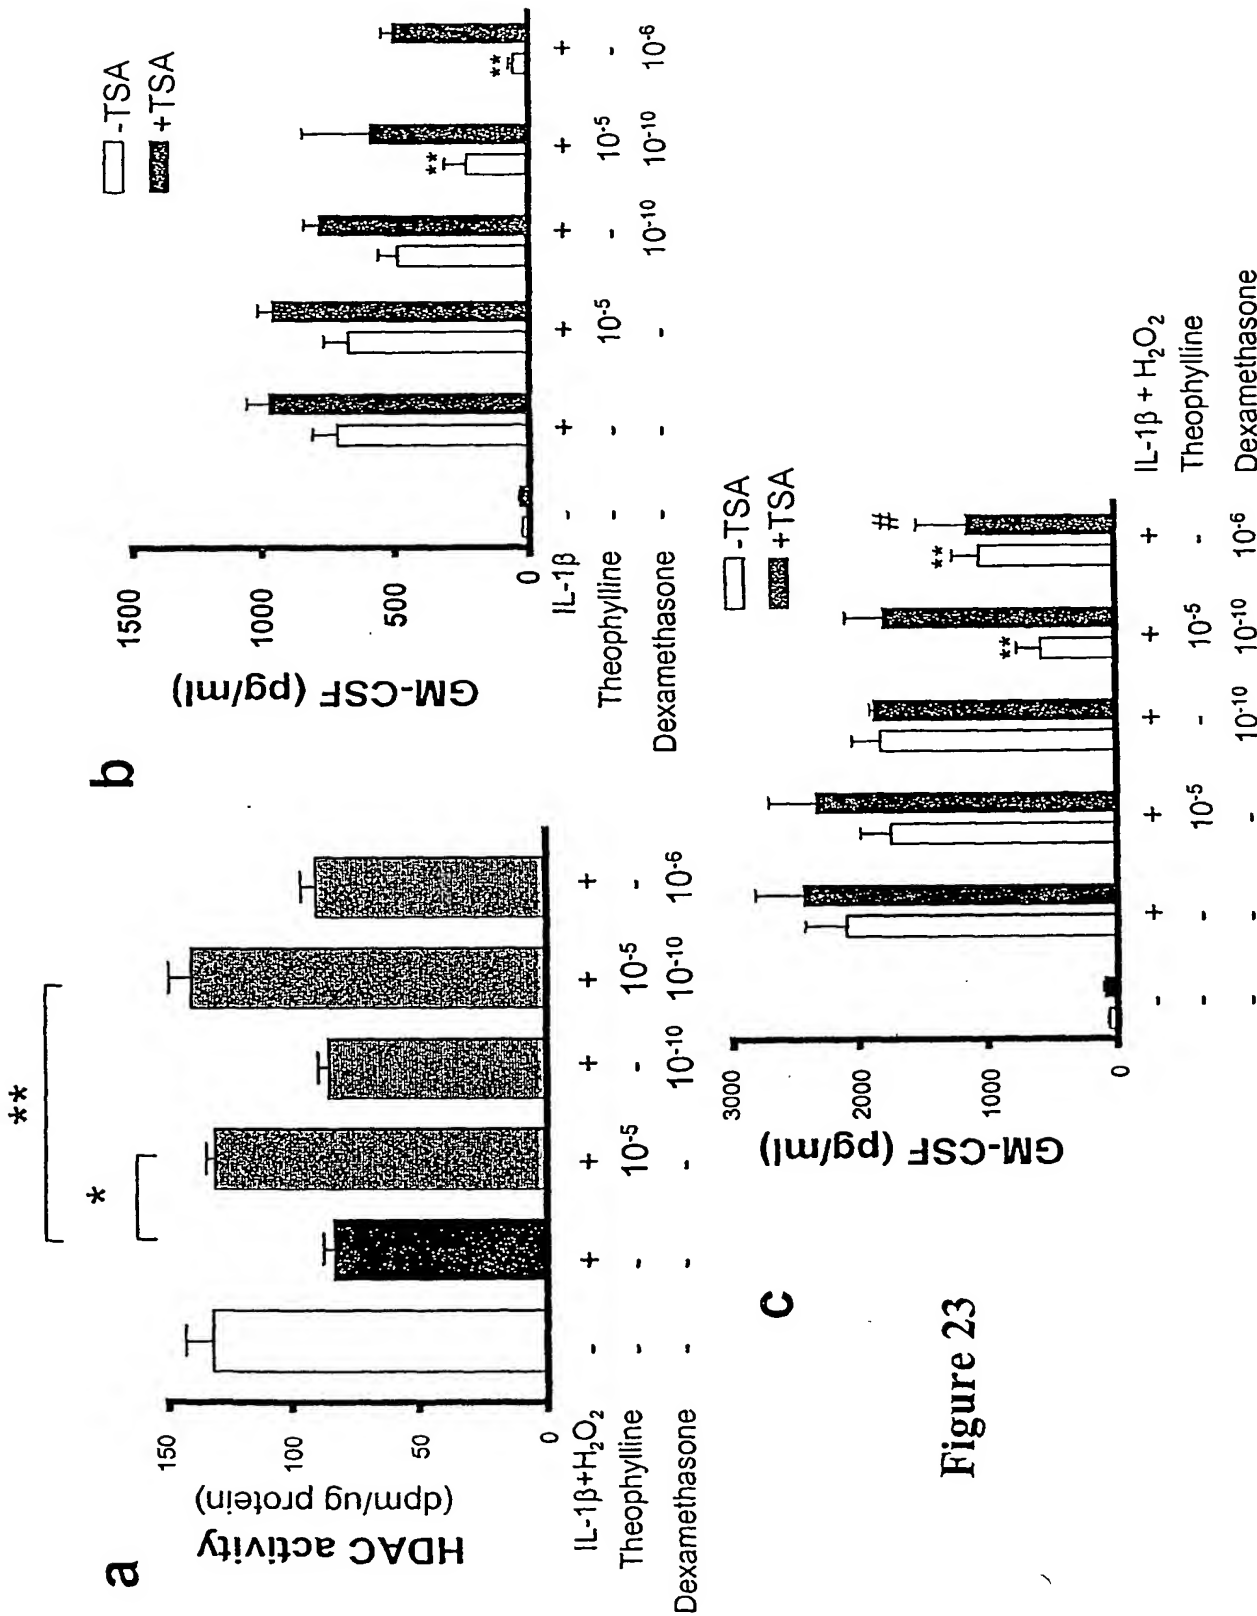 a
**
*
HDAC activity
(dpm/ug protein)
150
100
50
0
IL-1β+H₂O₂ - + + + + +
Theophylline - - 10⁻⁵ - 10⁻⁵ -
Dexamethasone - - - 10⁻¹⁰ 10⁻¹⁰ 10⁻⁶
b
-TSA
+TSA
GM-CSF (pg/ml)
1500
1000
500
0
** **
IL-1β - + + + + +
Theophylline - - 10⁻⁵ - 10⁻⁵ -
Dexamethasone - - - 10⁻¹⁰ 10⁻¹⁰ 10⁻⁶
c
-TSA
+TSA
GM-CSF (pg/ml)
3000
2000
1000
0
** ** #
- + + + + + IL-1β + H₂O₂
- - 10⁻⁵ - 10⁻⁵ - Theophylline
- - - 10⁻¹⁰ 10⁻¹⁰ 10⁻⁶ Dexamethasone
Figure 23